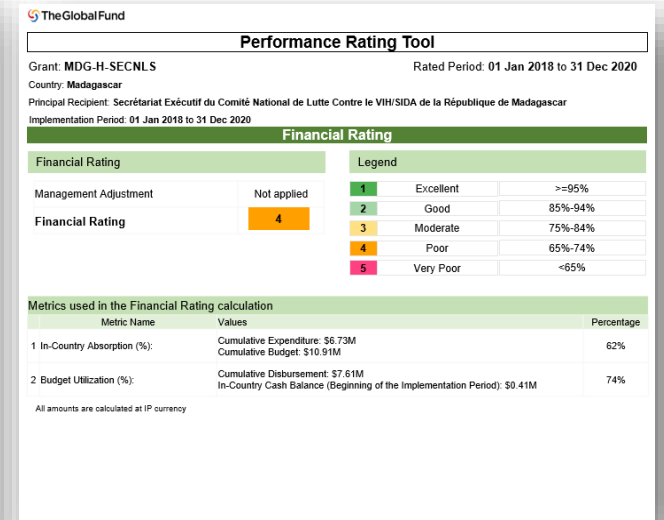 TheGlobalFund
Performance Rating Tool
Grant: MDG-H-SECNLS Rated Period: 01 Jan 2018 to 31 Dec 2020
Country: Madagascar
Principal Recipient: Secrétariat Exécutif du Comité National de Lutte Contre le VIH/SIDA de la République de Madagascar
Implementation Period: 01 Jan 2018 to 31 Dec 2020
Financial Rating
Financial Rating
Management Adjustment Not applied
Financial Rating 4
Legend
1 Excellent >=95%
2 Good 85%-94%
3 Moderate 75%-84%
4 Poor 65%-74%
5 Very Poor <65%
Metrics used in the Financial Rating calculation
Metric Name Values Percentage
1 In-Country Absorption (%): Cumulative Expenditure: $6.73M
Cumulative Budget: $10.91M 62%
2 Budget Utilization (%): Cumulative Disbursement: $7.61M
In-Country Cash Balance (Beginning of the Implementation Period): $0.41M 74%
All amounts are calculated at IP currency